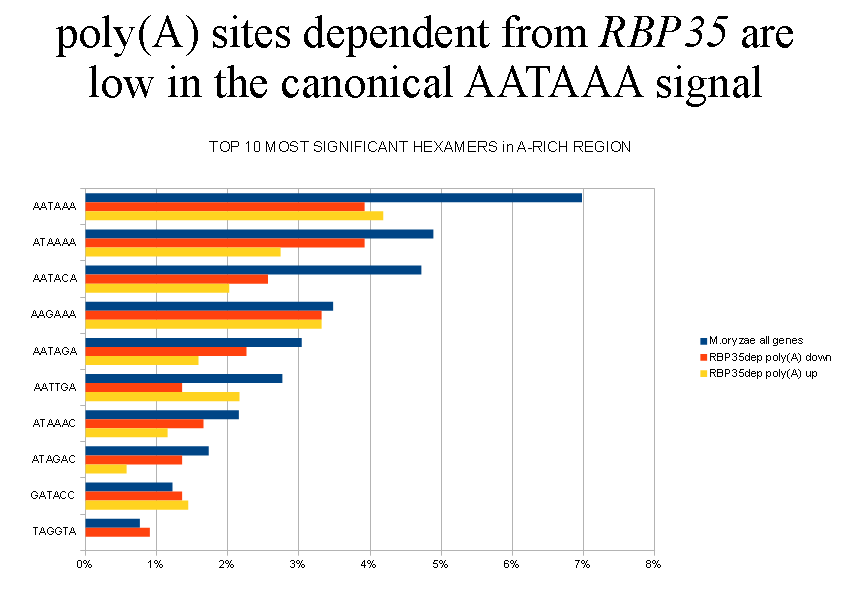 poly(A) sites dependent from RBP35 are
low in the canonical AATAAA signal
TOP 10 MOST SIGNIFICANT HEXAMERS in A-RICH REGION
AATAAA
ATAAAA
AATACA
AAGAAA
AATAGA
AATTGA
ATAAAC
ATAGAC
GATACC
TAGGTA
0% 1% 2% 3% 4% 5% 6% 7% 8%
M.oryzae all genes
RBP35dep poly(A) down
RBP35dep poly(A) up